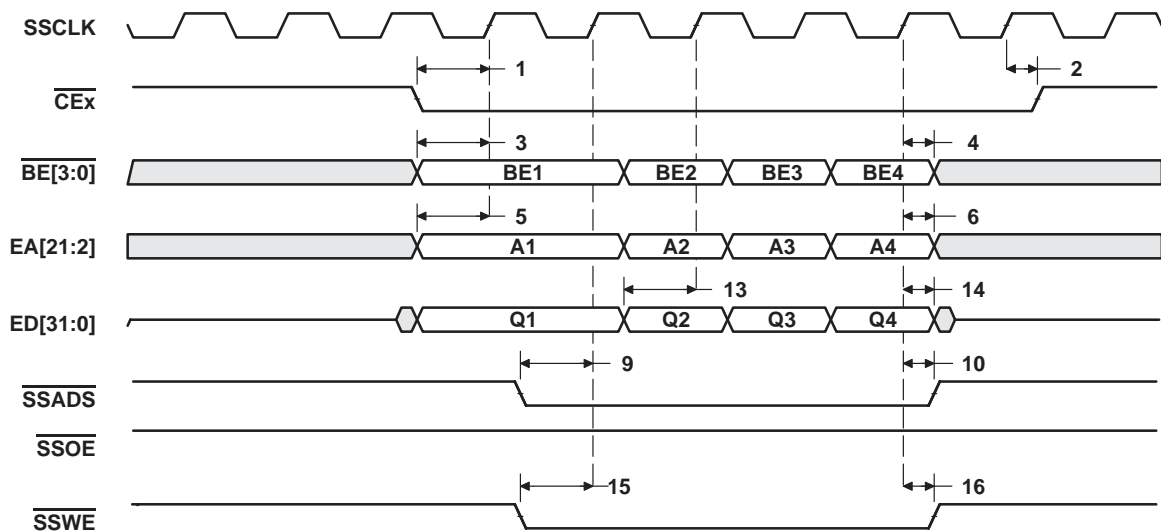 SSCLK
1 2
CEx
3 4
BE[3:0] BE1 BE2 BE3 BE4
5 6
EA[21:2] A1 A2 A3 A4
13 14
ED[31:0] Q1 Q2 Q3 Q4
9 10
SSADS
SSOE
15 16
SSWE